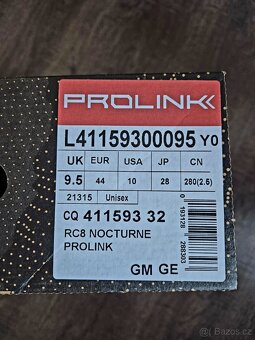 PROLINK
L41159300095 Y0
UK EUR USA JP CN
9.5 44 10 28 280(2.5)
21315 Unisex
CQ 411593 32
RC8 NOCTURNE
PROLINK
GM GE
Bazos.cz